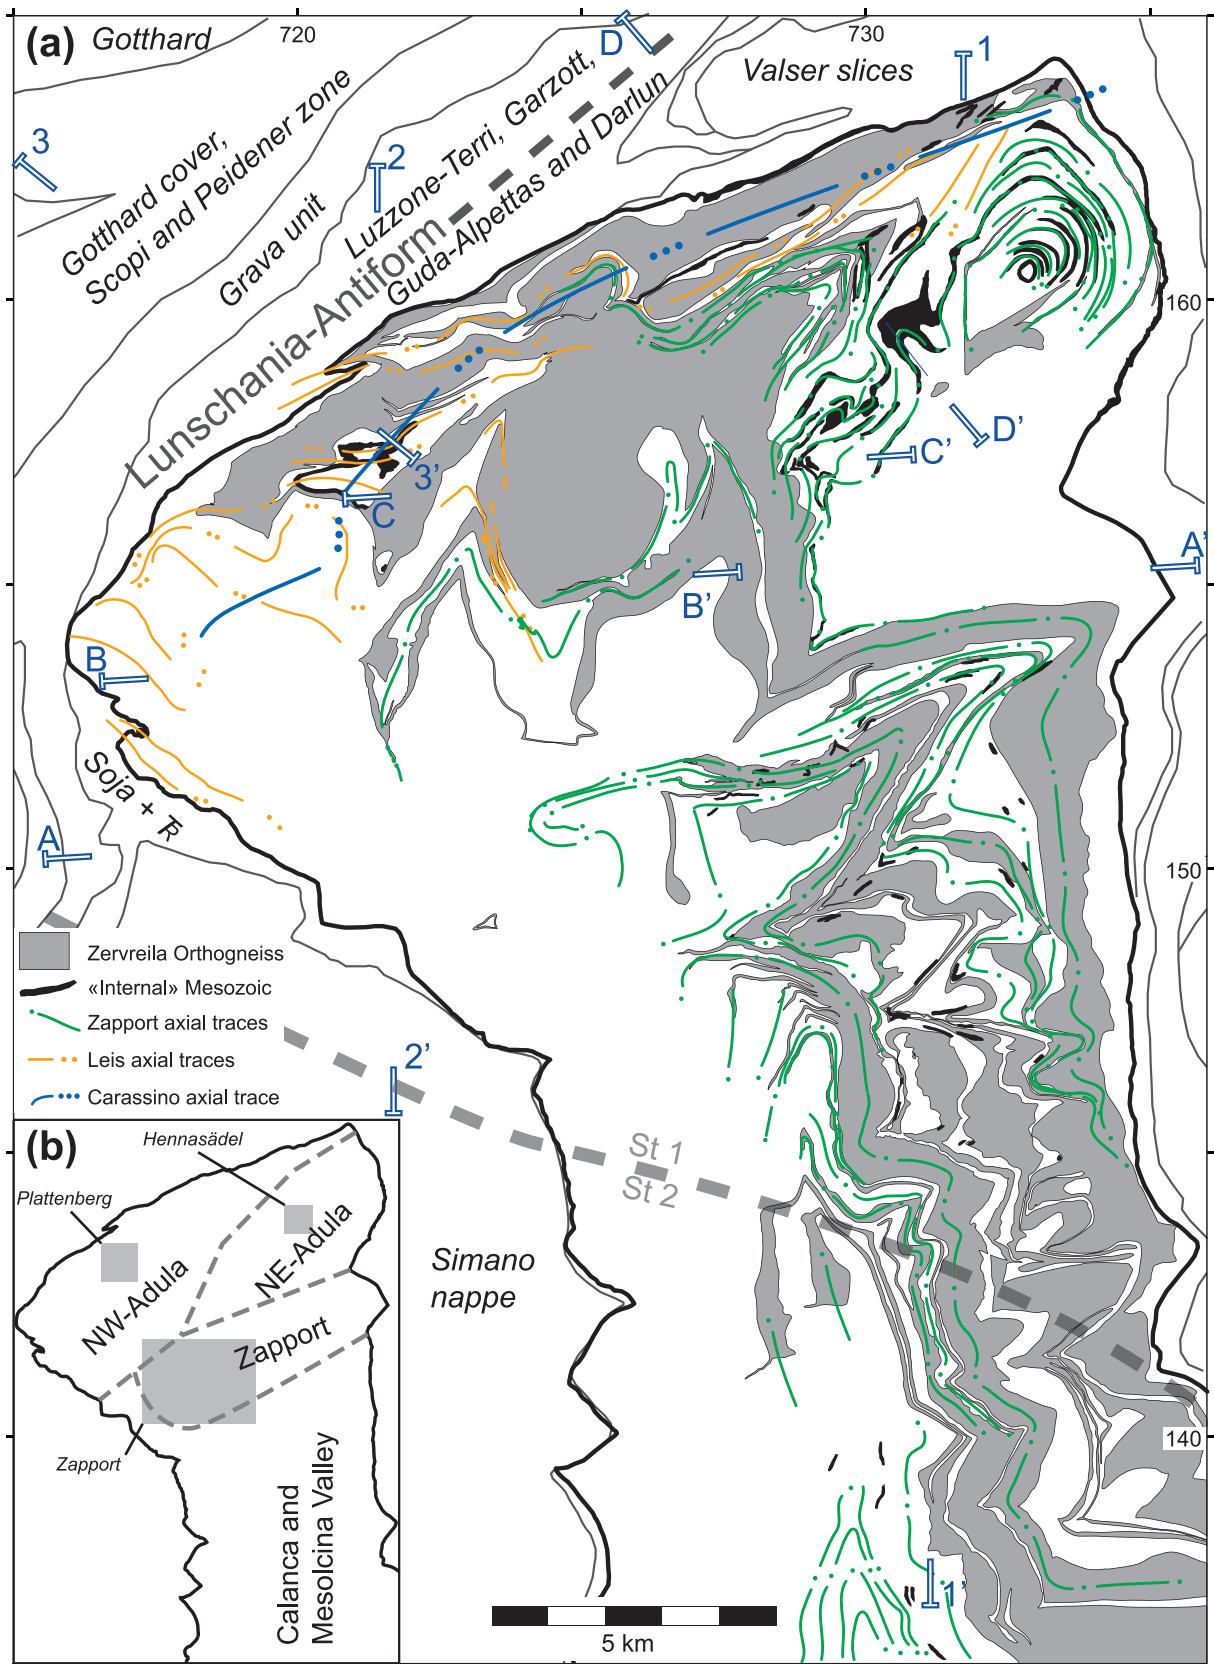 (a)
Gotthard
720
D
730
1
Valser slices
3
2
Gotthard cover,
Scopi and Peidener zone
Grava unit
Luzzone-Terri, Garzott,
Guda-Alpettas and Darlun
Lunschania-Antiform
160
3'
C
C'
D'
A'
B'
B
Soja + TR
A
150
Zervreila Orthogneiss
«Internal» Mesozoic
Zapport axial traces
Leis axial traces
Carassino axial trace
2'
St 1
St 2
Simano
nappe
140
1'
5 km
(b)
Hennasädel
Plattenberg
NW-Adula
NE-Adula
Zapport
Zapport
Calanca and
Mesolcina Valley